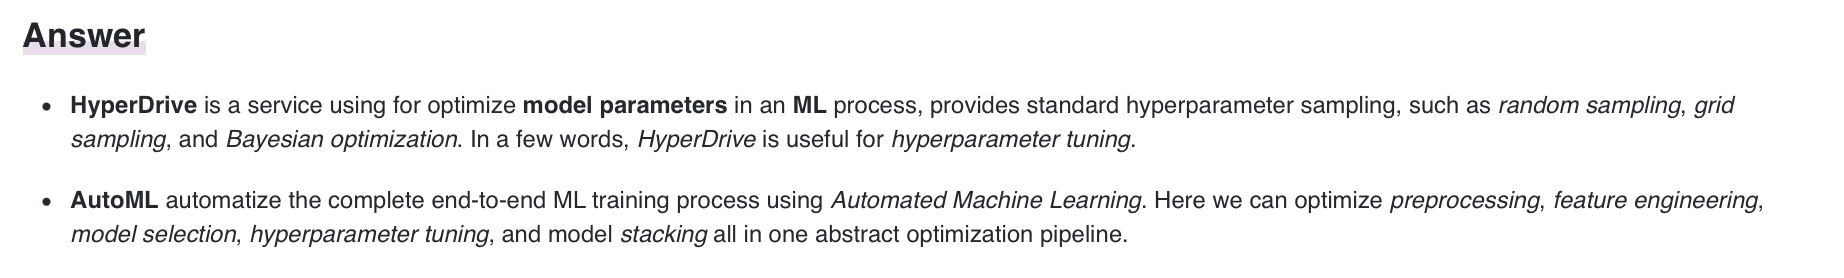 Answer
• HyperDrive is a service using for optimize model parameters in an ML process, provides standard hyperparameter sampling, such as random sampling, grid
sampling, and Bayesian optimization. In a few words, HyperDrive is useful for hyperparameter tuning.
• AutoML automatize the complete end-to-end ML training process using Automated Machine Learning. Here we can optimize preprocessing, feature engineering,
model selection, hyperparameter tuning, and model stacking all in one abstract optimization pipeline.